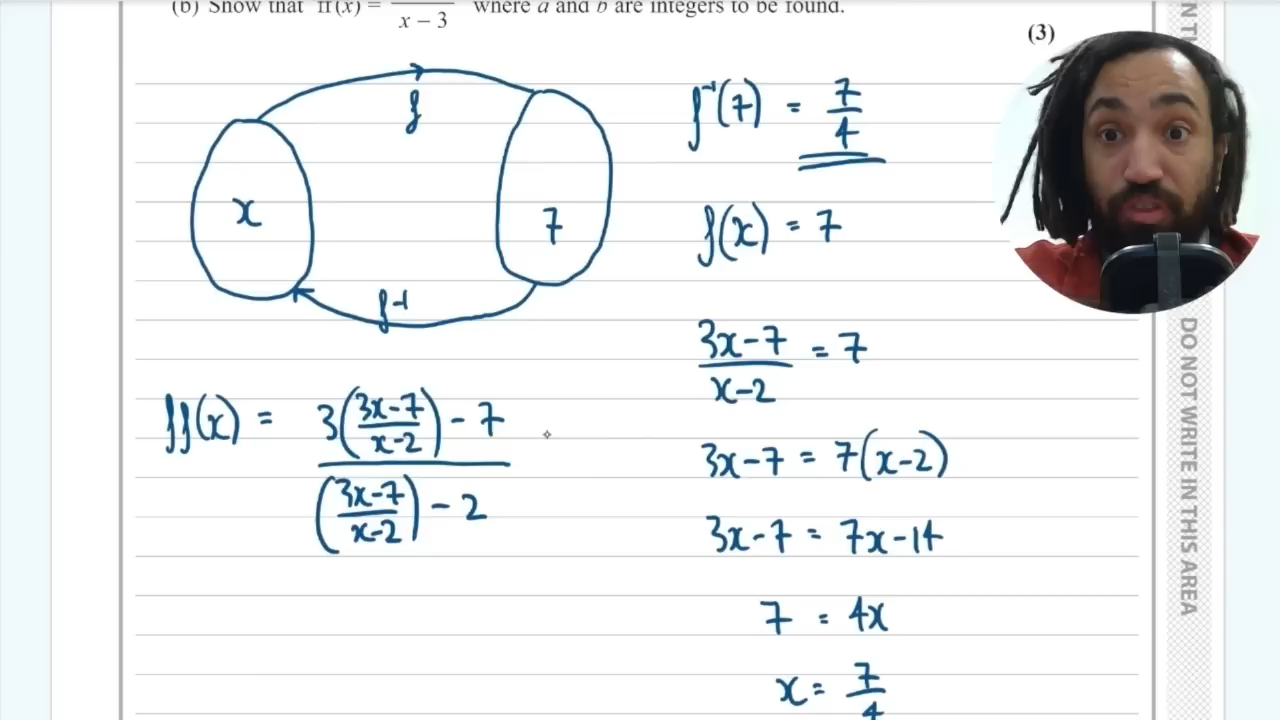 (b) Show that ff(x) = x − 3 where a and b are integers to be found.
(3)
f
x
7
f⁻¹
f⁻¹(7) = 7/4
f(x) = 7
(3x−7)/(x−2) = 7
3x−7 = 7(x−2)
3x−7 = 7x−14
7 = 4x
x = 7/4
ff(x) = (3((3x−7)/(x−2)) − 7)/(((3x−7)/(x−2)) − 2)
DO NOT WRITE IN THIS AREA